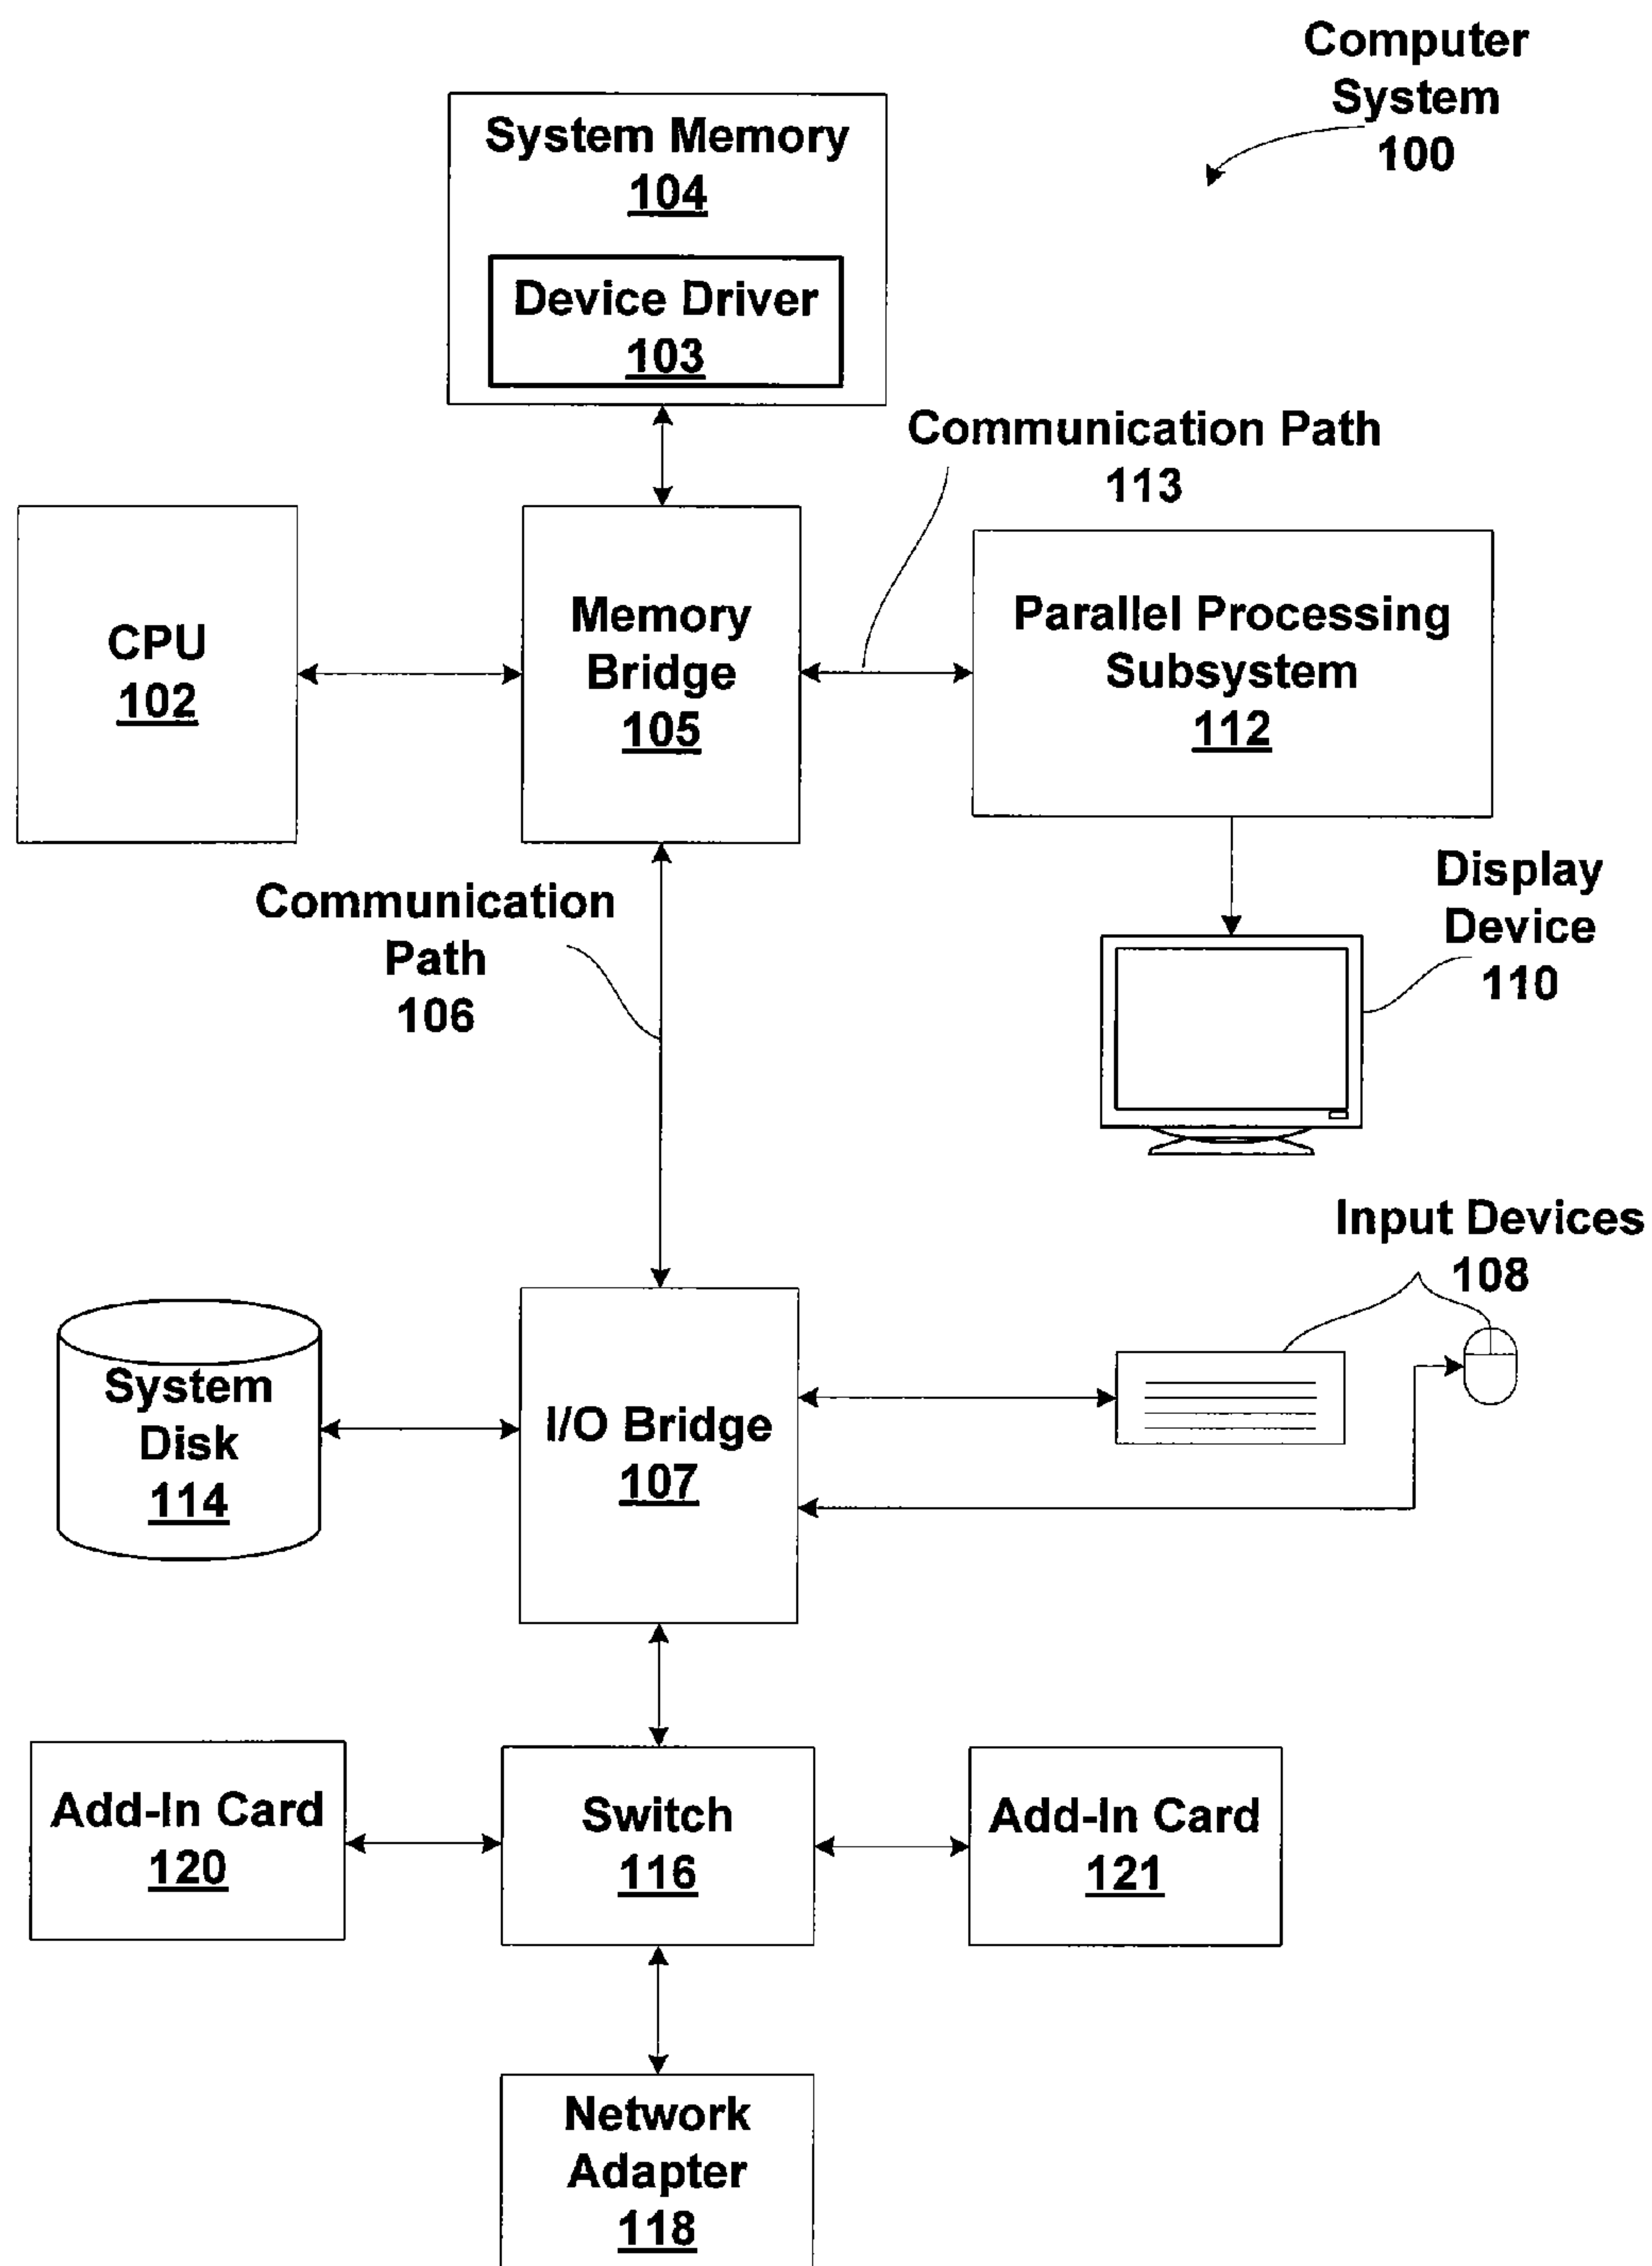 Computer
System
100
System Memory
104
Device Driver
103
Communication Path
113
CPU
102
Memory
Bridge
105
Parallel Processing
Subsystem
112
Communication
Path
106
Display
Device
110
Input Devices
108
System
Disk
114
I/O Bridge
107
Add-In Card
120
Switch
116
Add-In Card
121
Network
Adapter
118